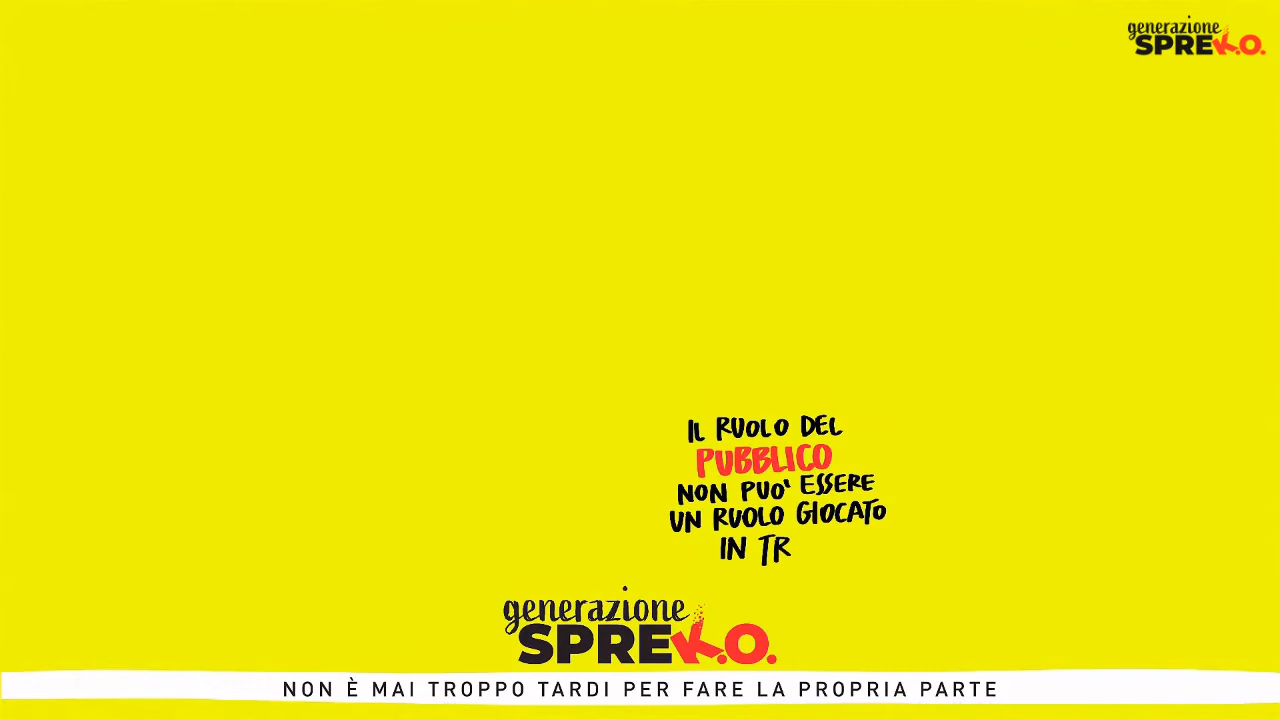 generazione
SPREK.O.
IL RUOLO DEL
PUBBLICO
NON PUO' ESSERE
UN RUOLO GIOCATO
IN TR
generazione
SPREK.O.
NON È MAI TROPPO TARDI PER FARE LA PROPRIA PARTE